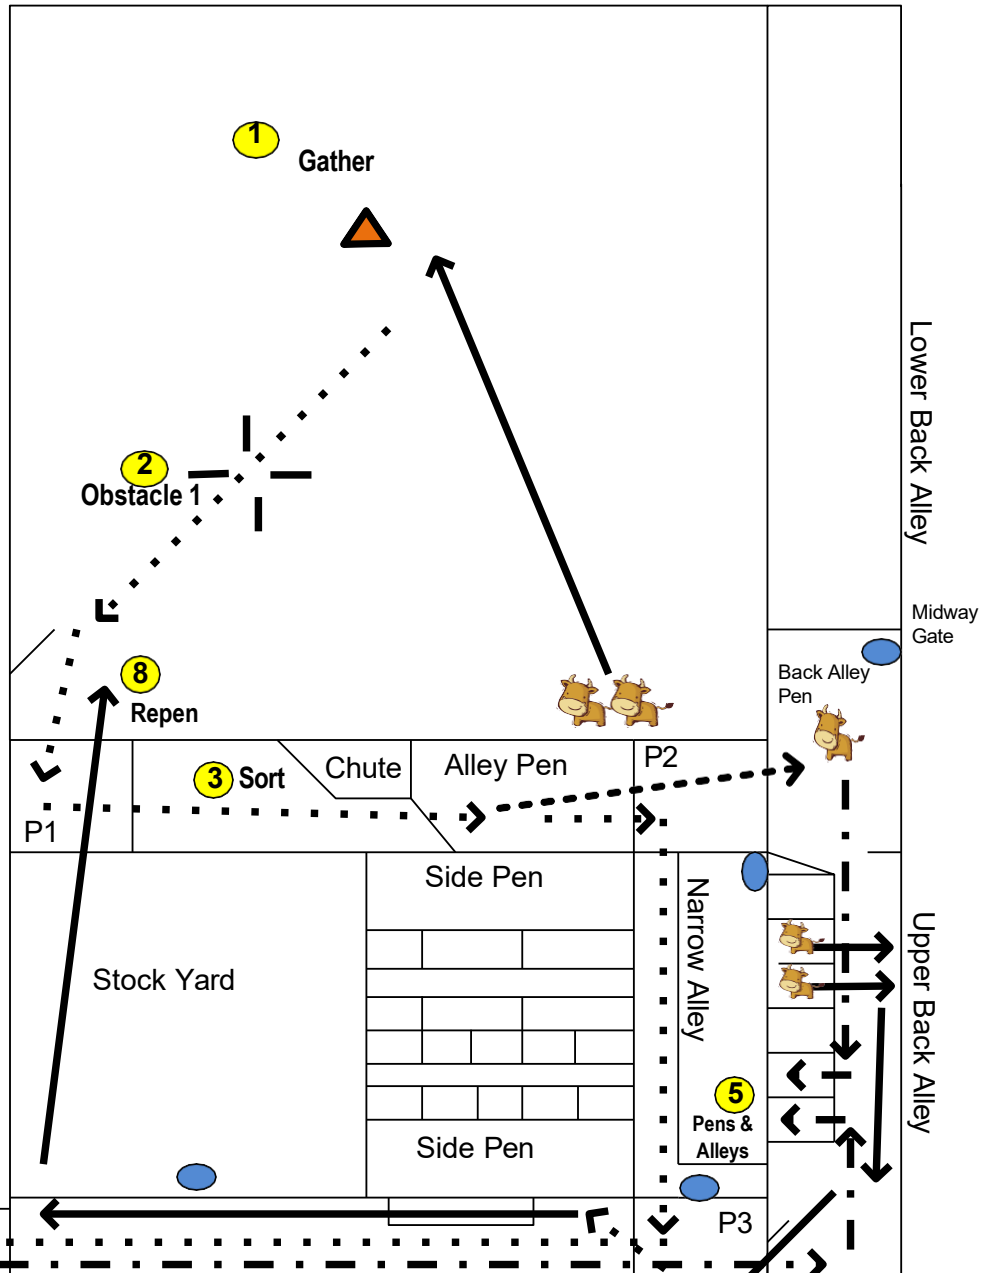 1
Gather
Lower Back Alley
2
Obstacle 1
Midway
Gate
8
Repen
Back Alley
Pen
3 Sort
Chute
Alley Pen
P2
P1
Side Pen
Narrow Alley
Stock Yard
Upper Back Alley
5
Pens &
Alleys
Side Pen
P3